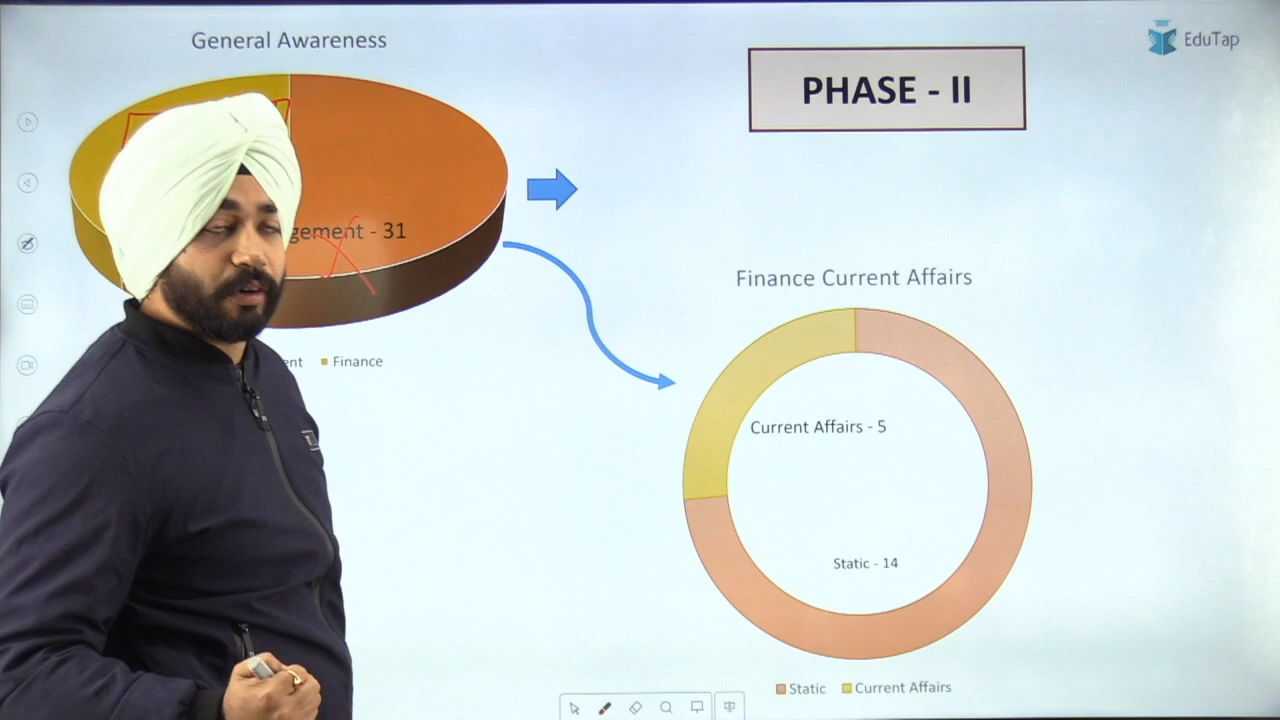 General Awareness
EduTap
PHASE - II
gement - 31
Finance Current Affairs
ent Finance
Current Affairs - 5
Static - 14
Static Current Affairs